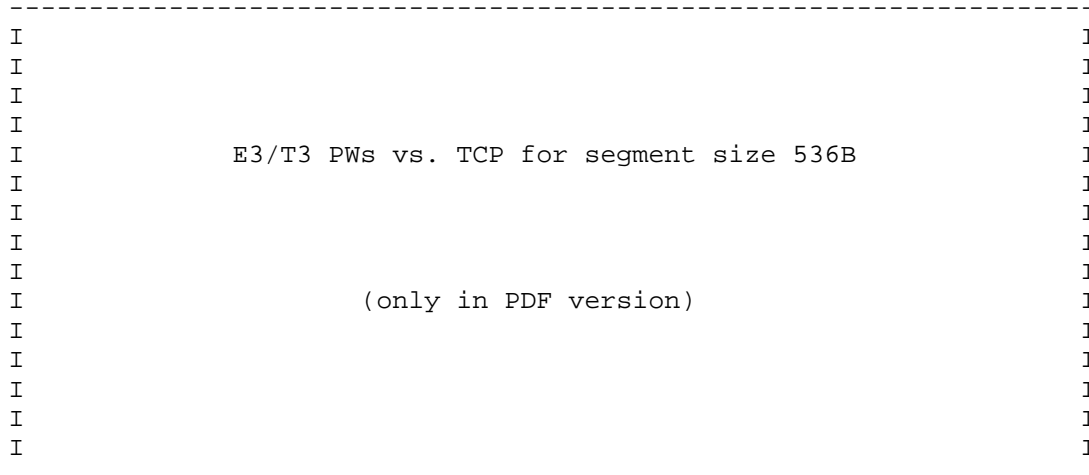 --------------------------------------------------------------------
I I
I I
I I
I I
I E3/T3 PWs vs. TCP for segment size 536B I
I I
I I
I I
I I
I (only in PDF version) I
I I
I I
I I
I I
I I